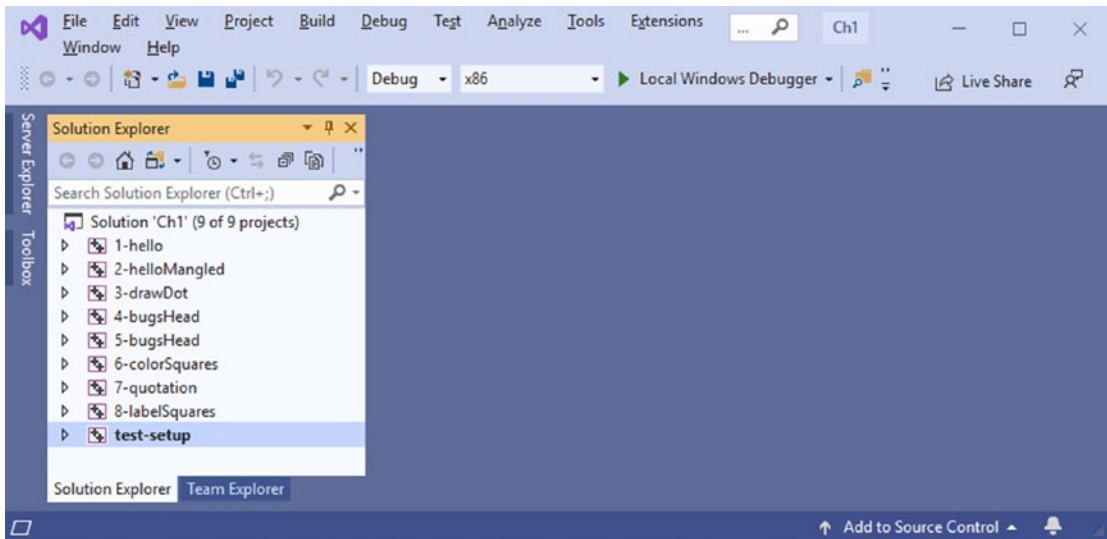 File Edit View Project Build Debug Test Analyze Tools Extensions ... Ch1
Window Help
Debug x86 Local Windows Debugger Live Share
Server Explorer
Toolbox
Solution Explorer
Search Solution Explorer (Ctrl+;)
Solution 'Ch1' (9 of 9 projects)
1-hello
2-helloMangled
3-drawDot
4-bugsHead
5-bugsHead
6-colorSquares
7-quotation
8-labelSquares
test-setup
Solution Explorer Team Explorer
Add to Source Control